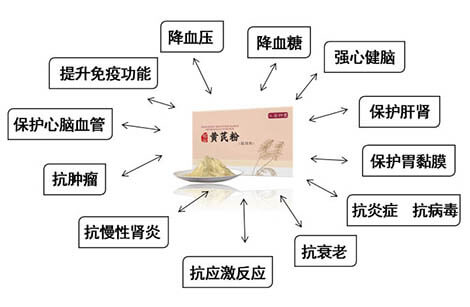 降血压
降血糖
强心健脑
提升免疫功能
保护肝肾
保护心脑血管
黄芪粉
保护胃黏膜
抗肿瘤
抗炎症 抗病毒
抗慢性肾炎
抗衰老
抗应激反应